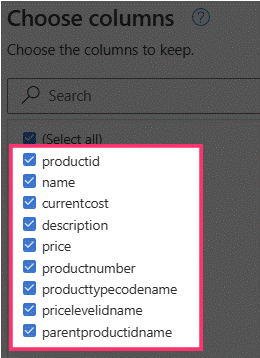 Choose columns
Choose the columns to keep.
Search
(Select all)
productid
name
currentcost
description
price
productnumber
producttypecodename
pricelevelidname
parentproductidname